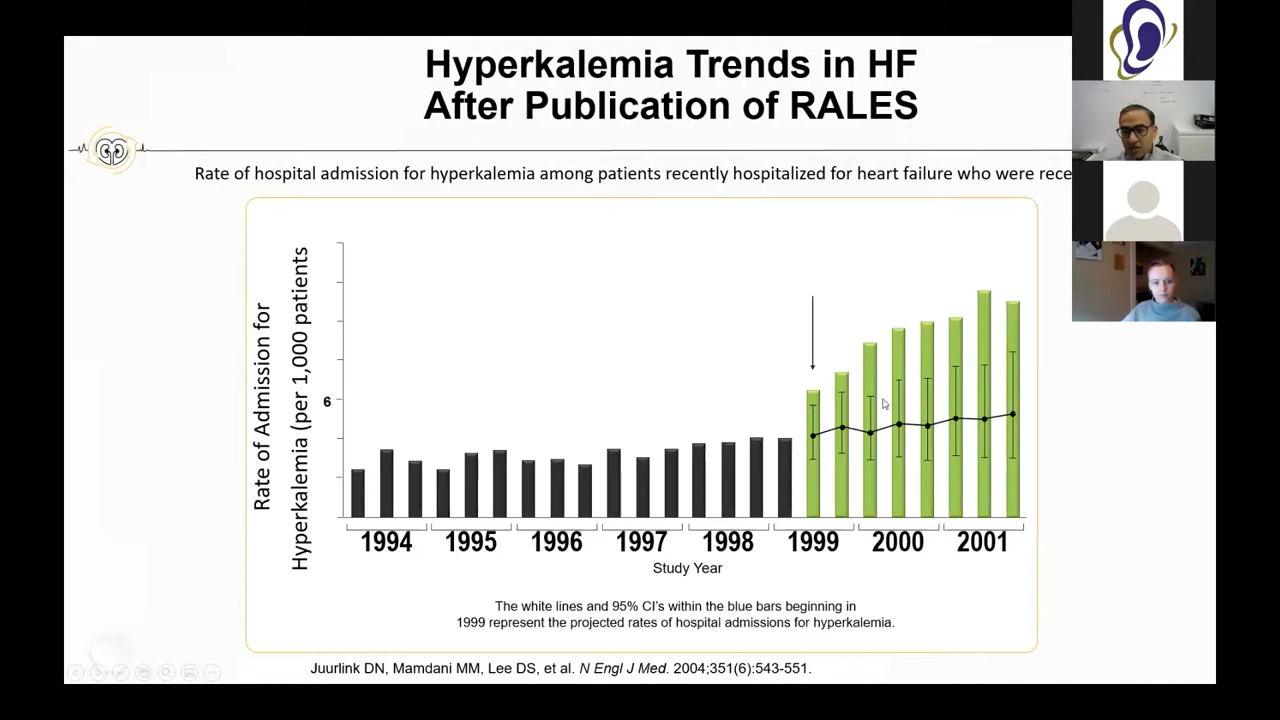 Hyperkalemia Trends in HF
After Publication of RALES
Rate of hospital admission for hyperkalemia among patients recently hospitalized for heart failure who were rece
Rate of Admission for
Hyperkalemia (per 1,000 patients
6
1994 1995 1996 1997 1998 1999 2000 2001
Study Year
The white lines and 95% CI's within the blue bars beginning in
1999 represent the projected rates of hospital admissions for hyperkalemia.
Juurlink DN, Mamdani MM, Lee DS, et al. N Engl J Med. 2004;351(6):543-551.